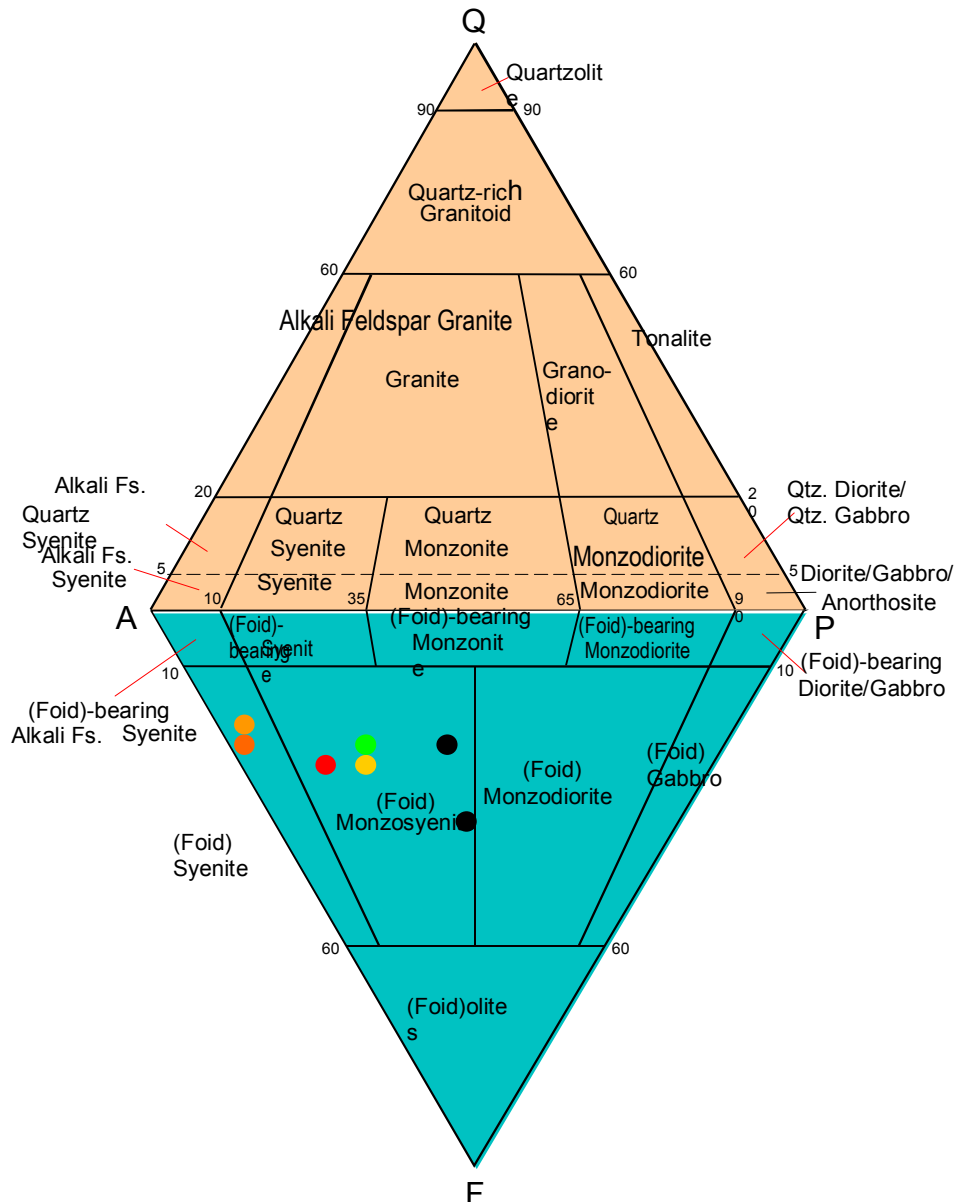 Q
Quartzolit
e
90
90
Quartz-rich
Granitoid
60
60
Alkali Feldspar Granite
Tonalite
Granite
Grano-
diorit
e
Alkali Fs.
20
2
0
Qtz. Diorite/
Qtz. Gabbro
Quartz
Syenite
Quartz
Syenite
Quartz
Monzonite
Quartz
Monzodiorite
Alkali Fs.
Syenite
5
5
Syenite
Monzonite
Monzodiorite
Diorite/Gabbro/
Anorthosite
10
35
65
9
0
A
P
(Foid)-
bearing
Syenit
e
(Foid)-bearing
Monzonit
e
(Foid)-bearing
Monzodiorite
10
10
(Foid)-bearing
Diorite/Gabbro
(Foid)-bearing
Alkali Fs.
Syenite
(Foid)
Gabbro
(Foid)
Monzodiorite
(Foid)
Monzosyenit
(Foid)
Syenite
60
60
(Foid)olite
s
F